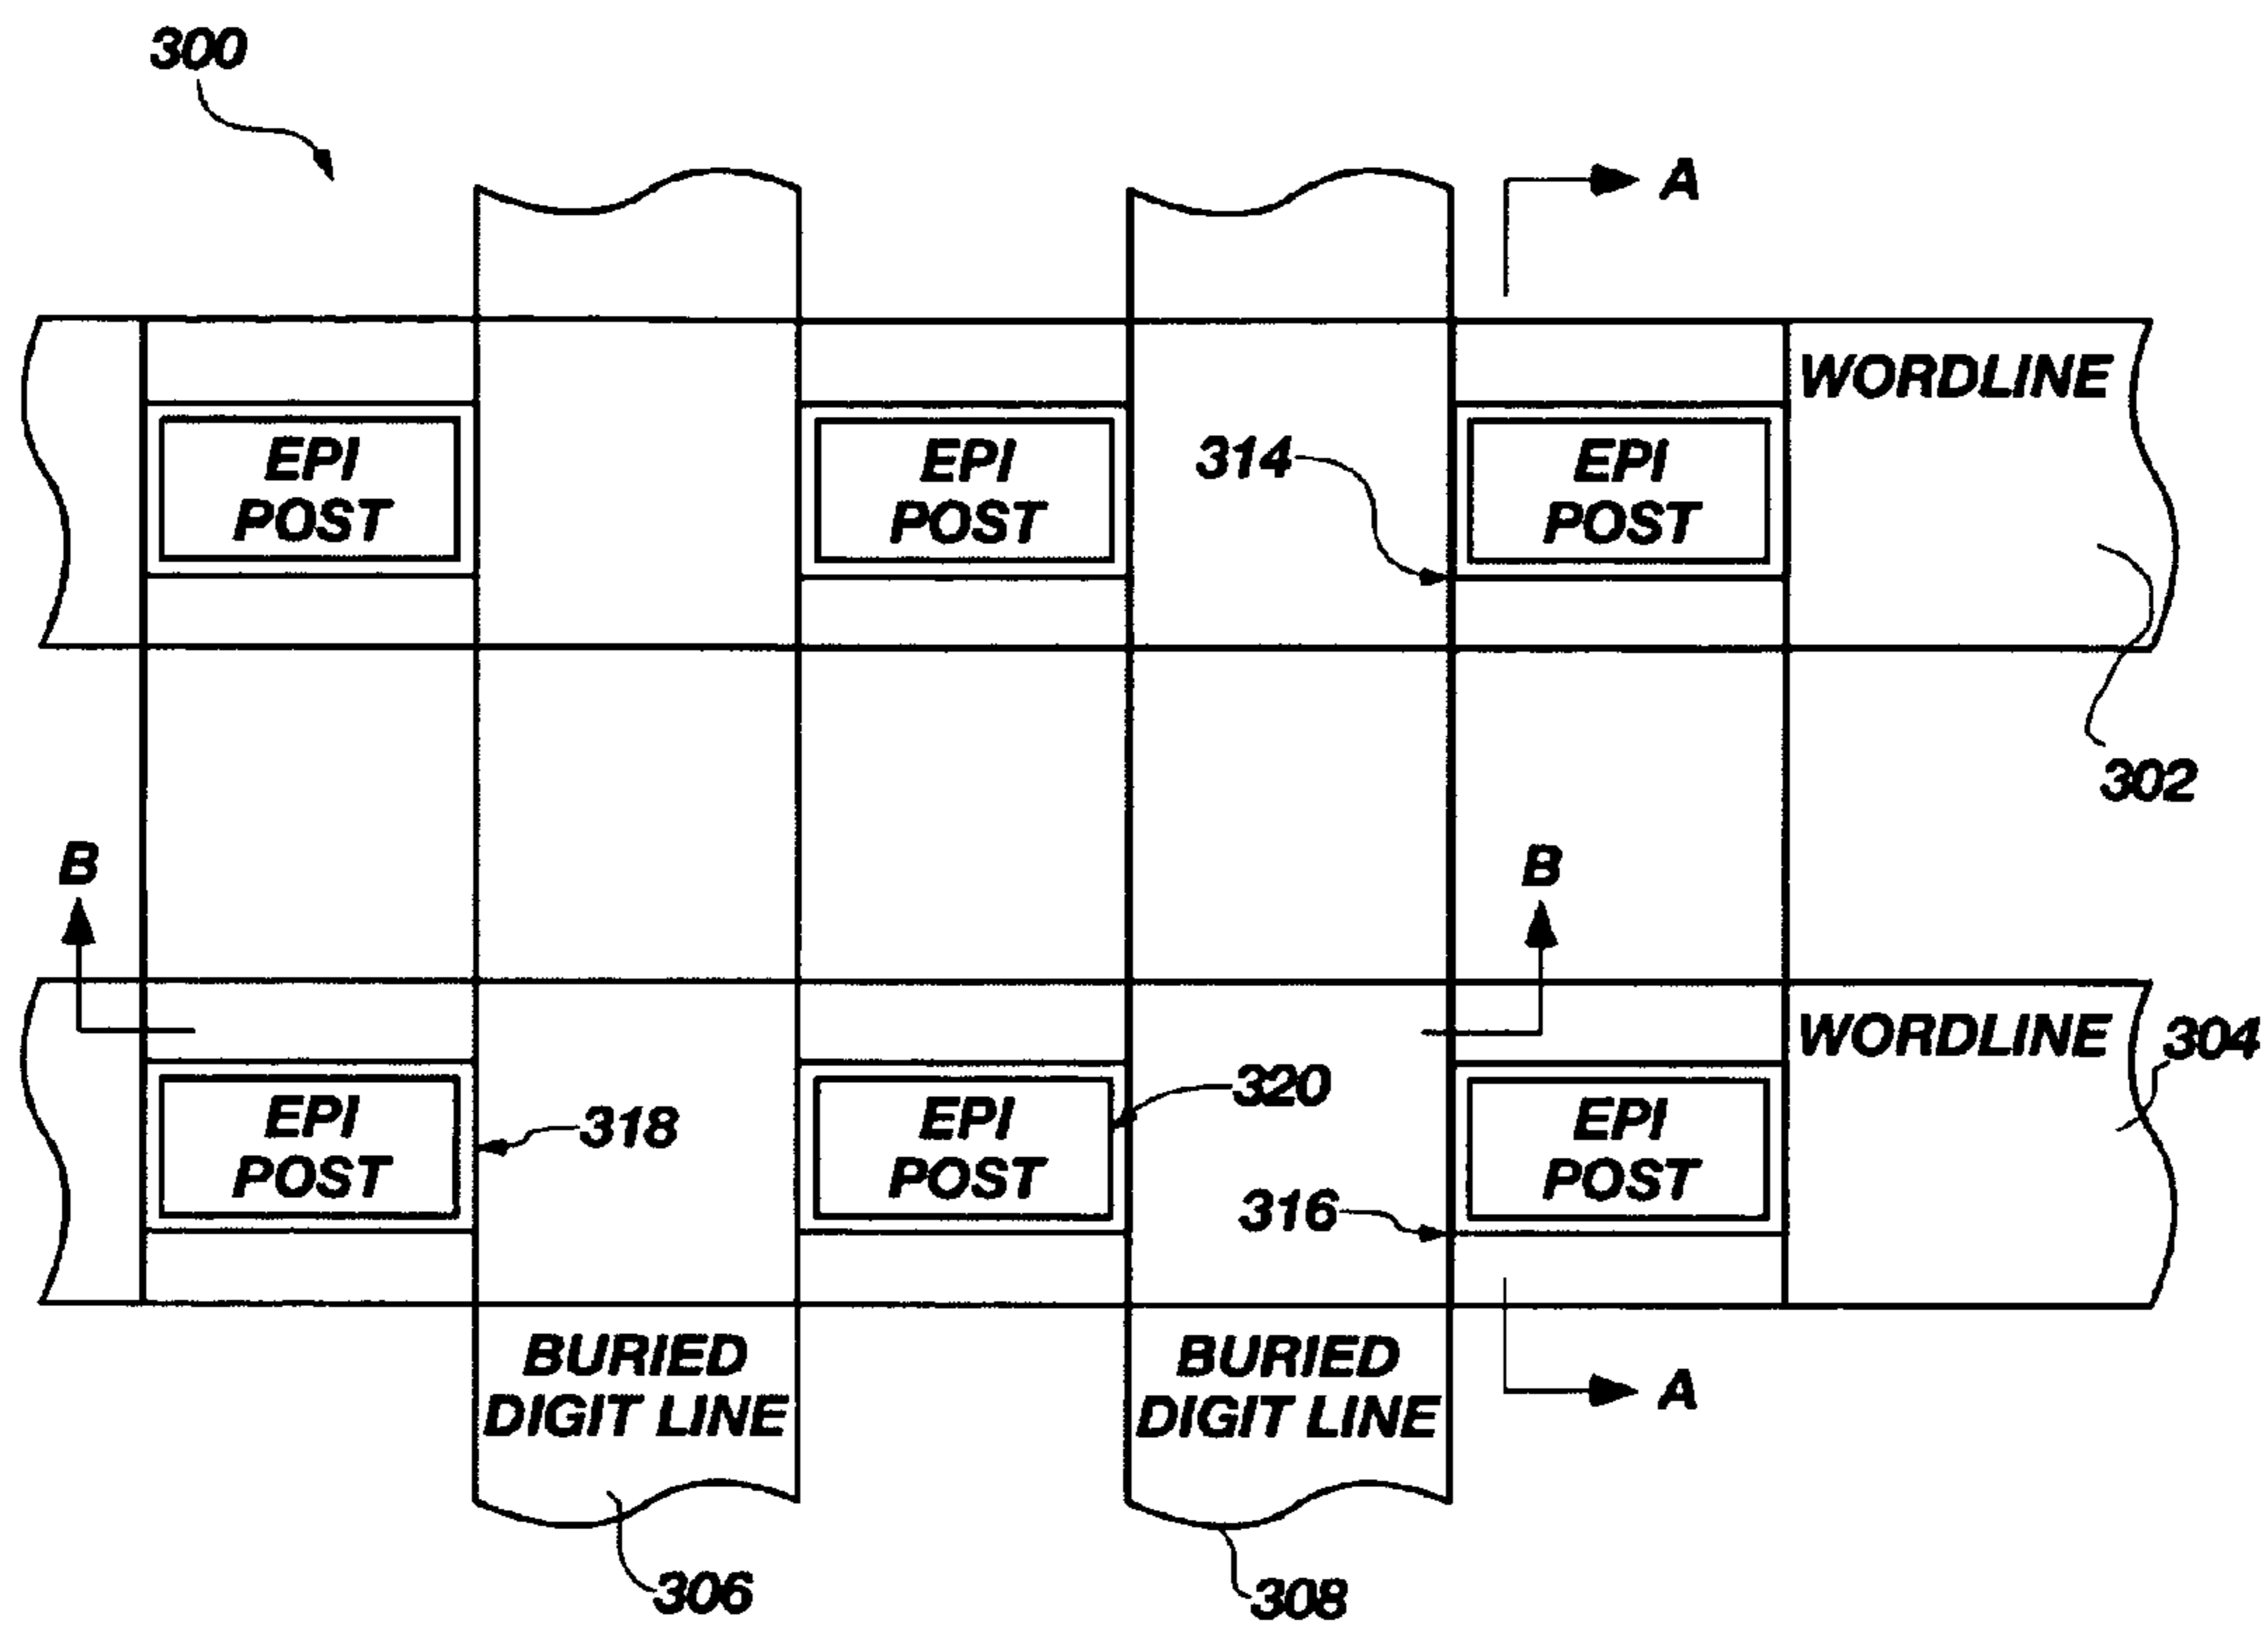 300
A
WORDLINE
EPI
POST
EPI
POST
314
EPI
POST
302
B
B
WORDLINE
304
EPI
POST
318
EPI
POST
320
316
EPI
POST
BURIED
DIGIT LINE
BURIED
DIGIT LINE
A
306
308